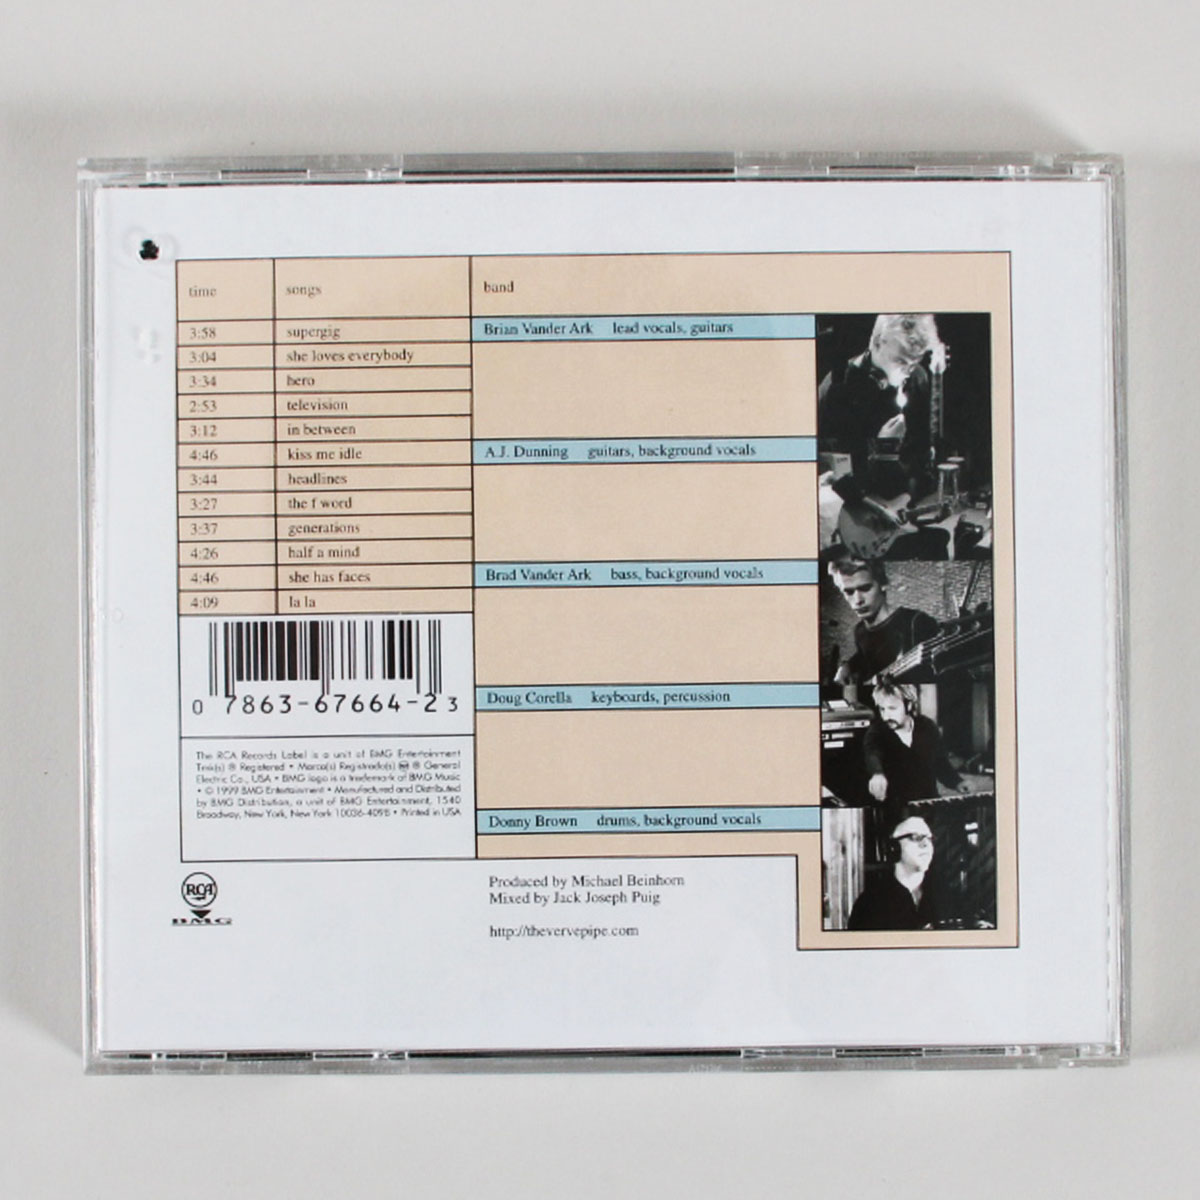 time songs band
3:58 supergig
3:04 she loves everybody
3:34 hero
2:53 television
3:12 in between
4:46 kiss me idle
3:44 headlines
3:27 the f word
3:37 generations
4:26 half a mind
4:46 she has faces
4:09 la la
Brian Vander Ark lead vocals, guitars
A.J. Dunning guitars, background vocals
Brad Vander Ark bass, background vocals
Doug Corella keyboards, percussion
Donny Brown drums, background vocals
0 7863-67664-2 3
The RCA Records Label is a unit of BMG Entertainment
Tmk(s) ® Registered • Marca(s) Registrada(s) ® General
Electric Co., USA • BMG logo is a trademark of BMG Music
• © 1999 BMG Entertainment • Manufactured and Distributed
by BMG Distribution, a unit of BMG Entertainment, 1540
Broadway, New York, New York 10036-4098 • Printed in USA
RCA
BMG
Produced by Michael Beinhorn
Mixed by Jack Joseph Puig
http://thevervepipe.com